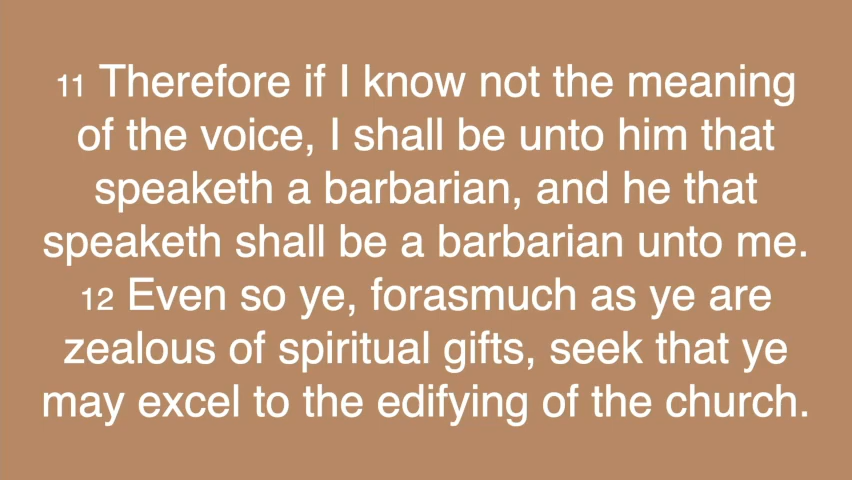 11 Therefore if I know not the meaning
of the voice, I shall be unto him that
speaketh a barbarian, and he that
speaketh shall be a barbarian unto me.
12 Even so ye, forasmuch as ye are
zealous of spiritual gifts, seek that ye
may excel to the edifying of the church.